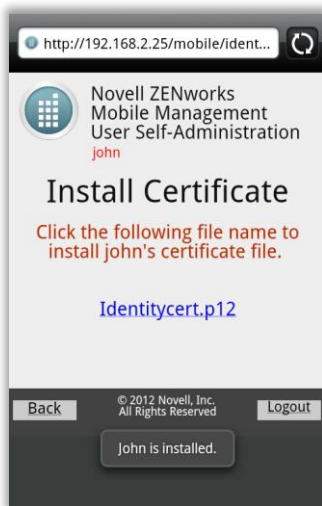 http://192.168.2.25/mobile/ident...
Novell ZENworks
Mobile Management
User Self-Administration
john
Install Certificate
Click the following file name to
install john's certificate file.
Identitycert.p12
Back
© 2012 Novell, Inc.
All Rights Reserved
Logout
John is installed.